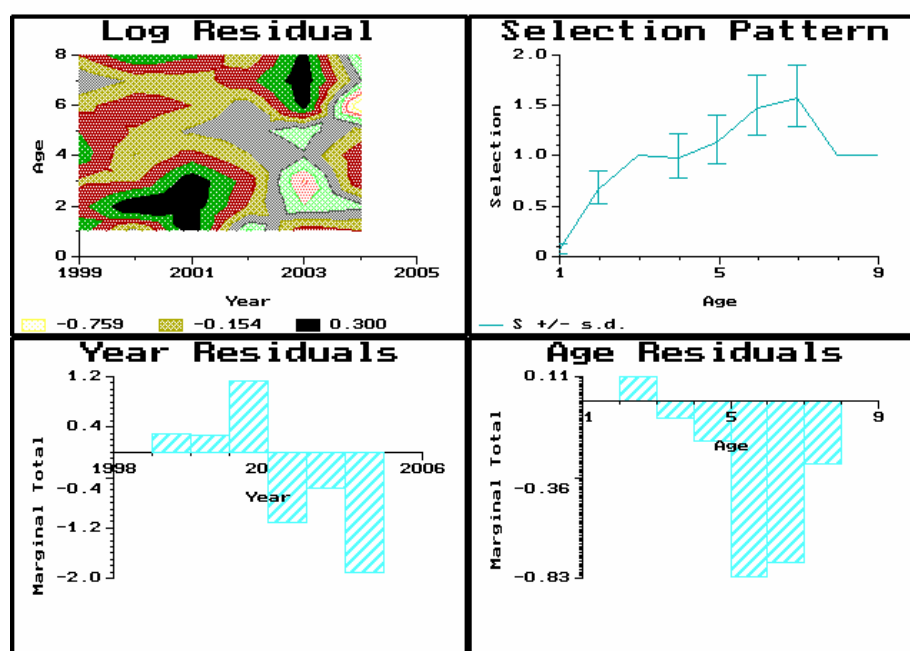 Log Residual
8
6
4
2
0
Age
1999 2001 2003 2005
Year
-0.759 -0.154 0.300
Selection Pattern
2.0
1.5
1.0
0.5
0
Selection
1 5 9
Age
S +/- s.d.
Year Residuals
1.2
0.4
-0.4
-1.2
-2.0
Marginal Total
1998 20 2006
Year
Age Residuals
0.11
-0.36
-0.83
Marginal Total
1 5 9
Age